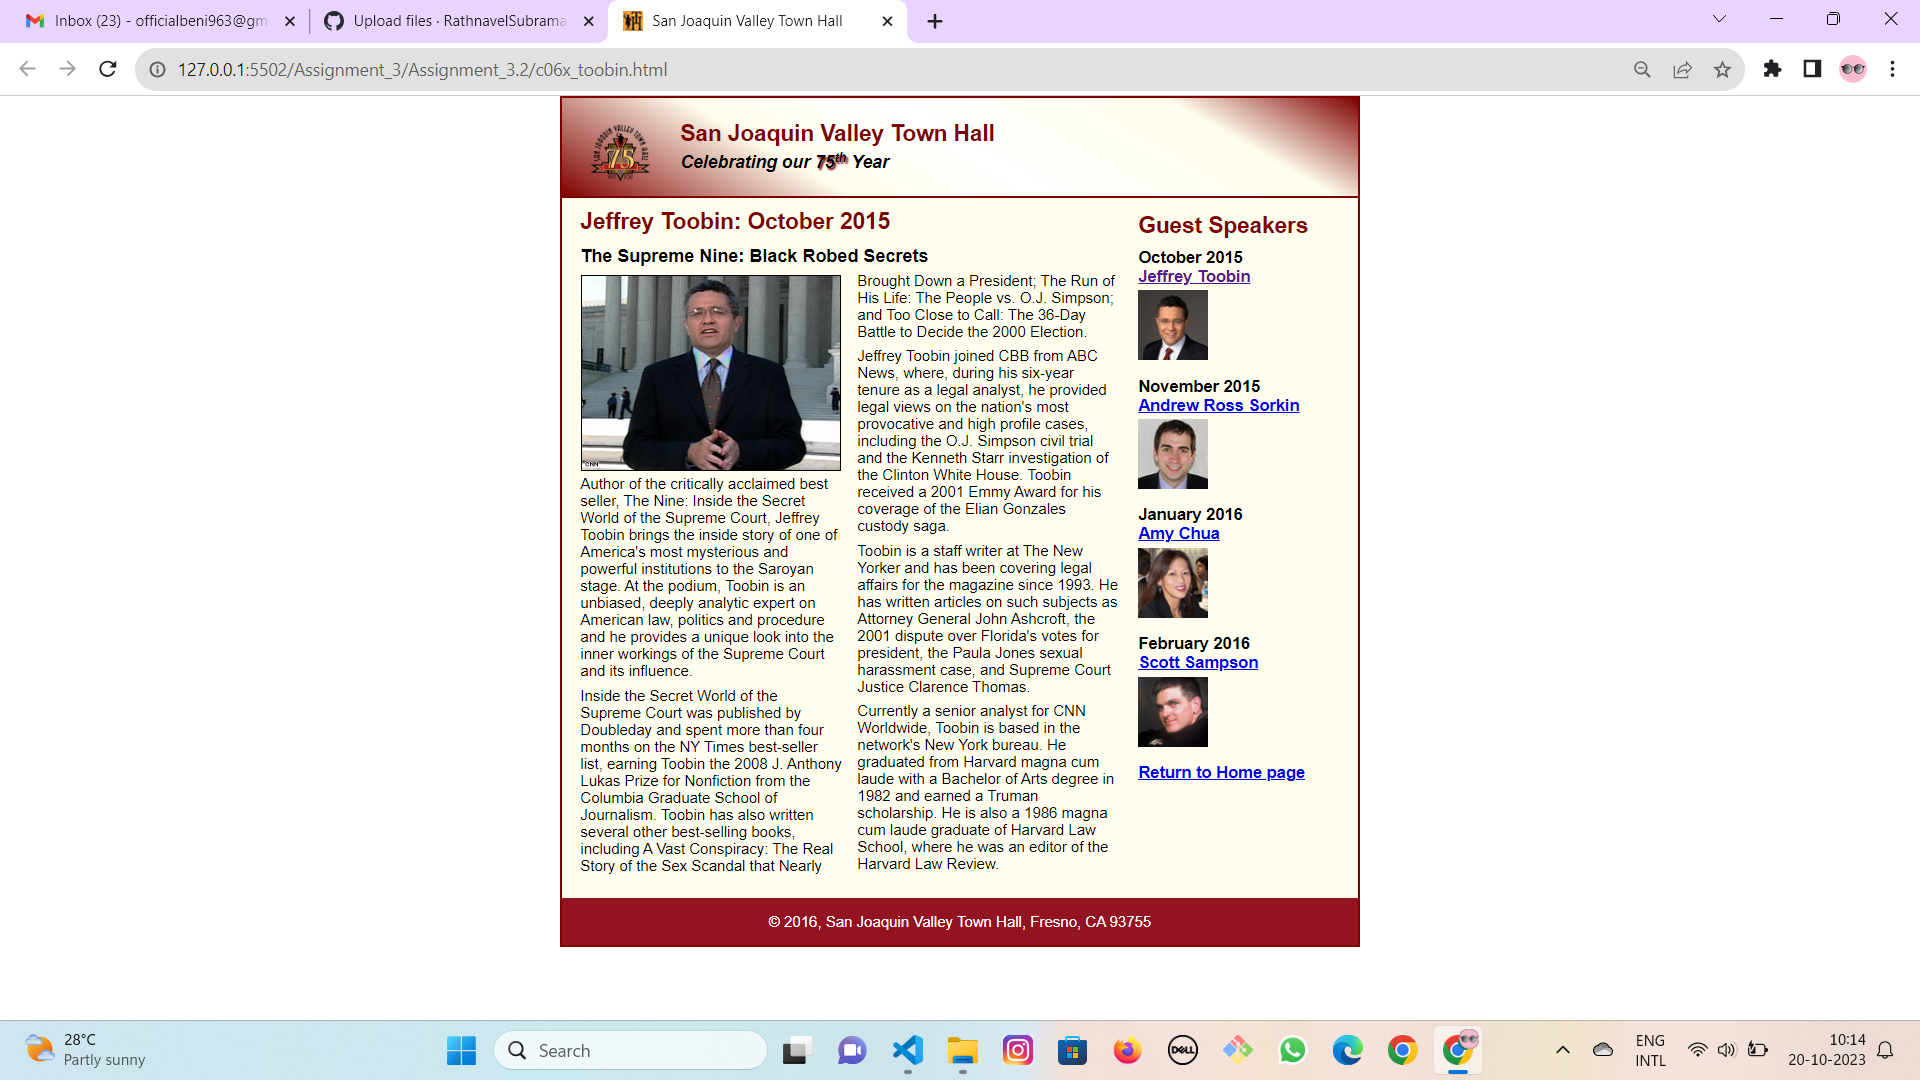 Inbox (23) - officialbeni963@gm
Upload files · RathnavelSubrama
San Joaquin Valley Town Hall
127.0.0.1:5502/Assignment_3/Assignment_3.2/c06x_toobin.html
SAN JOAQUIN VALLEY TOWN HALL
75
San Joaquin Valley Town Hall
Celebrating our 75th Year
Jeffrey Toobin: October 2015
The Supreme Nine: Black Robed Secrets
CNN
Author of the critically acclaimed best
seller, The Nine: Inside the Secret
World of the Supreme Court, Jeffrey
Toobin brings the inside story of one of
America's most mysterious and
powerful institutions to the Saroyan
stage. At the podium, Toobin is an
unbiased, deeply analytic expert on
American law, politics and procedure
and he provides a unique look into the
inner workings of the Supreme Court
and its influence.
Inside the Secret World of the
Supreme Court was published by
Doubleday and spent more than four
months on the NY Times best-seller
list, earning Toobin the 2008 J. Anthony
Lukas Prize for Nonfiction from the
Columbia Graduate School of
Journalism. Toobin has also written
several other best-selling books,
including A Vast Conspiracy: The Real
Story of the Sex Scandal that Nearly
Brought Down a President; The Run of
His Life: The People vs. O.J. Simpson;
and Too Close to Call: The 36-Day
Battle to Decide the 2000 Election.
Jeffrey Toobin joined CBB from ABC
News, where, during his six-year
tenure as a legal analyst, he provided
legal views on the nation's most
provocative and high profile cases,
including the O.J. Simpson civil trial
and the Kenneth Starr investigation of
the Clinton White House. Toobin
received a 2001 Emmy Award for his
coverage of the Elian Gonzales
custody saga.
Toobin is a staff writer at The New
Yorker and has been covering legal
affairs for the magazine since 1993. He
has written articles on such subjects as
Attorney General John Ashcroft, the
2001 dispute over Florida's votes for
president, the Paula Jones sexual
harassment case, and Supreme Court
Justice Clarence Thomas.
Currently a senior analyst for CNN
Worldwide, Toobin is based in the
network's New York bureau. He
graduated from Harvard magna cum
laude with a Bachelor of Arts degree in
1982 and earned a Truman
scholarship. He is also a 1986 magna
cum laude graduate of Harvard Law
School, where he was an editor of the
Harvard Law Review.
Guest Speakers
October 2015
Jeffrey Toobin
November 2015
Andrew Ross Sorkin
January 2016
Amy Chua
February 2016
Scott Sampson
Return to Home page
© 2016, San Joaquin Valley Town Hall, Fresno, CA 93755
28°C
Partly sunny
Search
DELL
ENG
INTL
10:14
20-10-2023